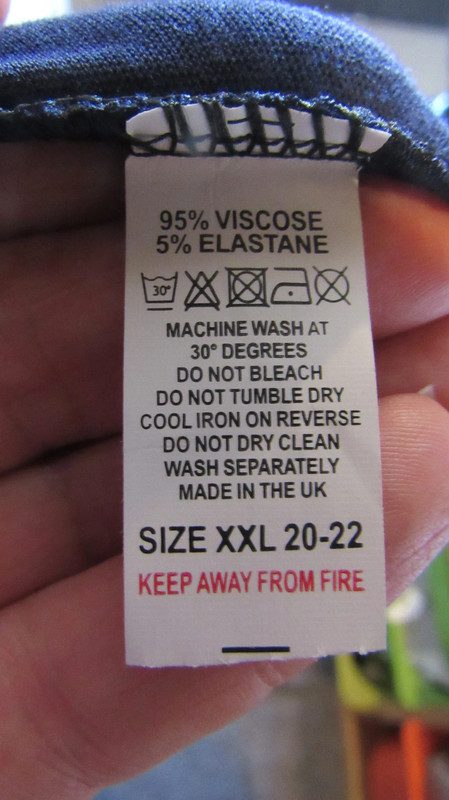 95% VISCOSE
5% ELASTANE
30°
MACHINE WASH AT
30° DEGREES
DO NOT BLEACH
DO NOT TUMBLE DRY
COOL IRON ON REVERSE
DO NOT DRY CLEAN
WASH SEPARATELY
MADE IN THE UK
SIZE XXL 20-22
KEEP AWAY FROM FIRE